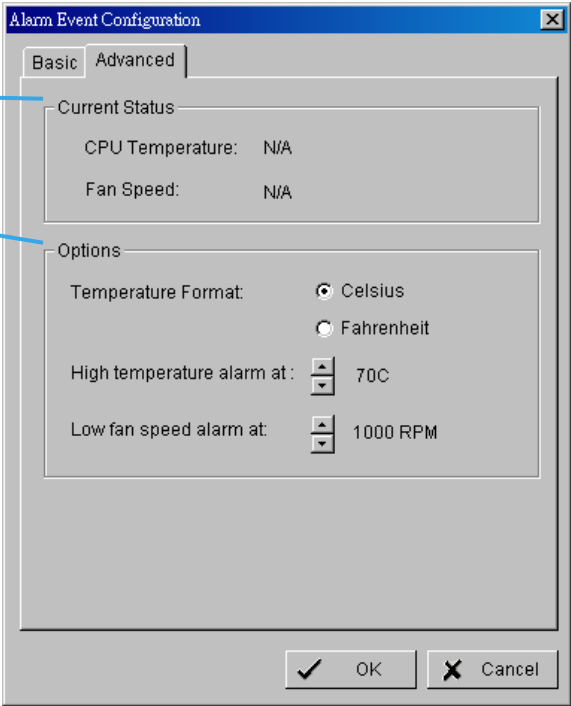 Alarm Event Configuration
Basic Advanced
Current Status
CPU Temperature: N/A
Fan Speed: N/A
Options
Temperature Format: Celsius
Fahrenheit
High temperature alarm at : 70C
Low fan speed alarm at: 1000 RPM
OK Cancel